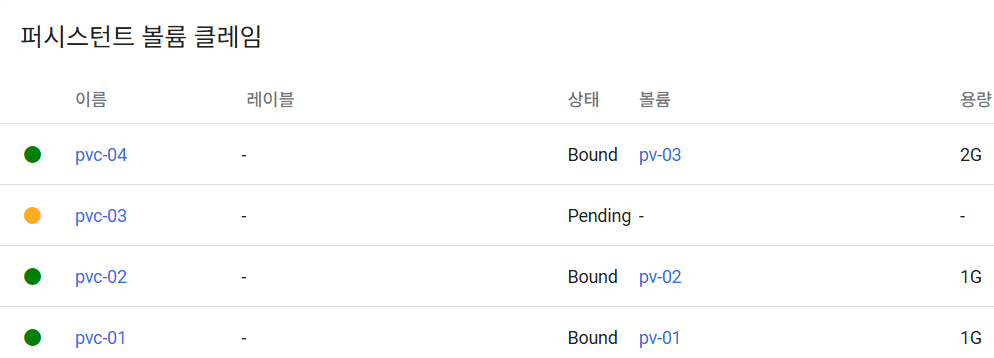 퍼시스턴트 볼륨 클레임
이름 레이블 상태 볼륨 용량
pvc-04 - Bound pv-03 2G
pvc-03 - Pending - -
pvc-02 - Bound pv-02 1G
pvc-01 - Bound pv-01 1G